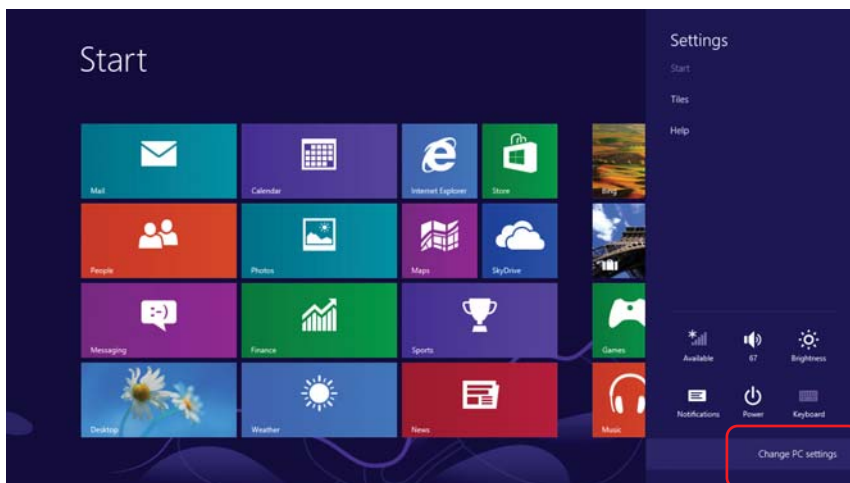 Start
Mail
Calendar
Internet Explorer
Store
Bing
People
Photos
Maps
SkyDrive
Messaging
Finance
Sports
Games
Desktop
Weather
News
Music
Settings
Start
Tiles
Help
Available
67
Brightness
Notifications
Power
Keyboard
Change PC settings